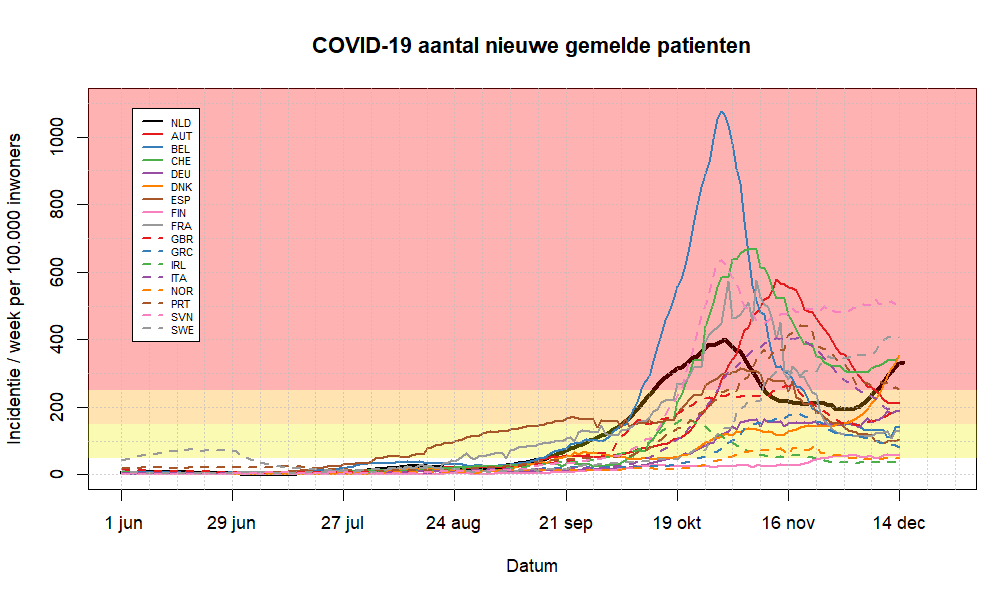 COVID-19 aantal nieuwe gemelde patienten
Incidentie / week per 100.000 inwoners
1000
800
600
400
200
0
NLD
AUT
BEL
CHE
DEU
DNK
ESP
FIN
FRA
GBR
GRC
IRL
ITA
NOR
PRT
SVN
SWE
1 jun 29 jun 27 jul 24 aug 21 sep 19 okt 16 nov 14 dec
Datum